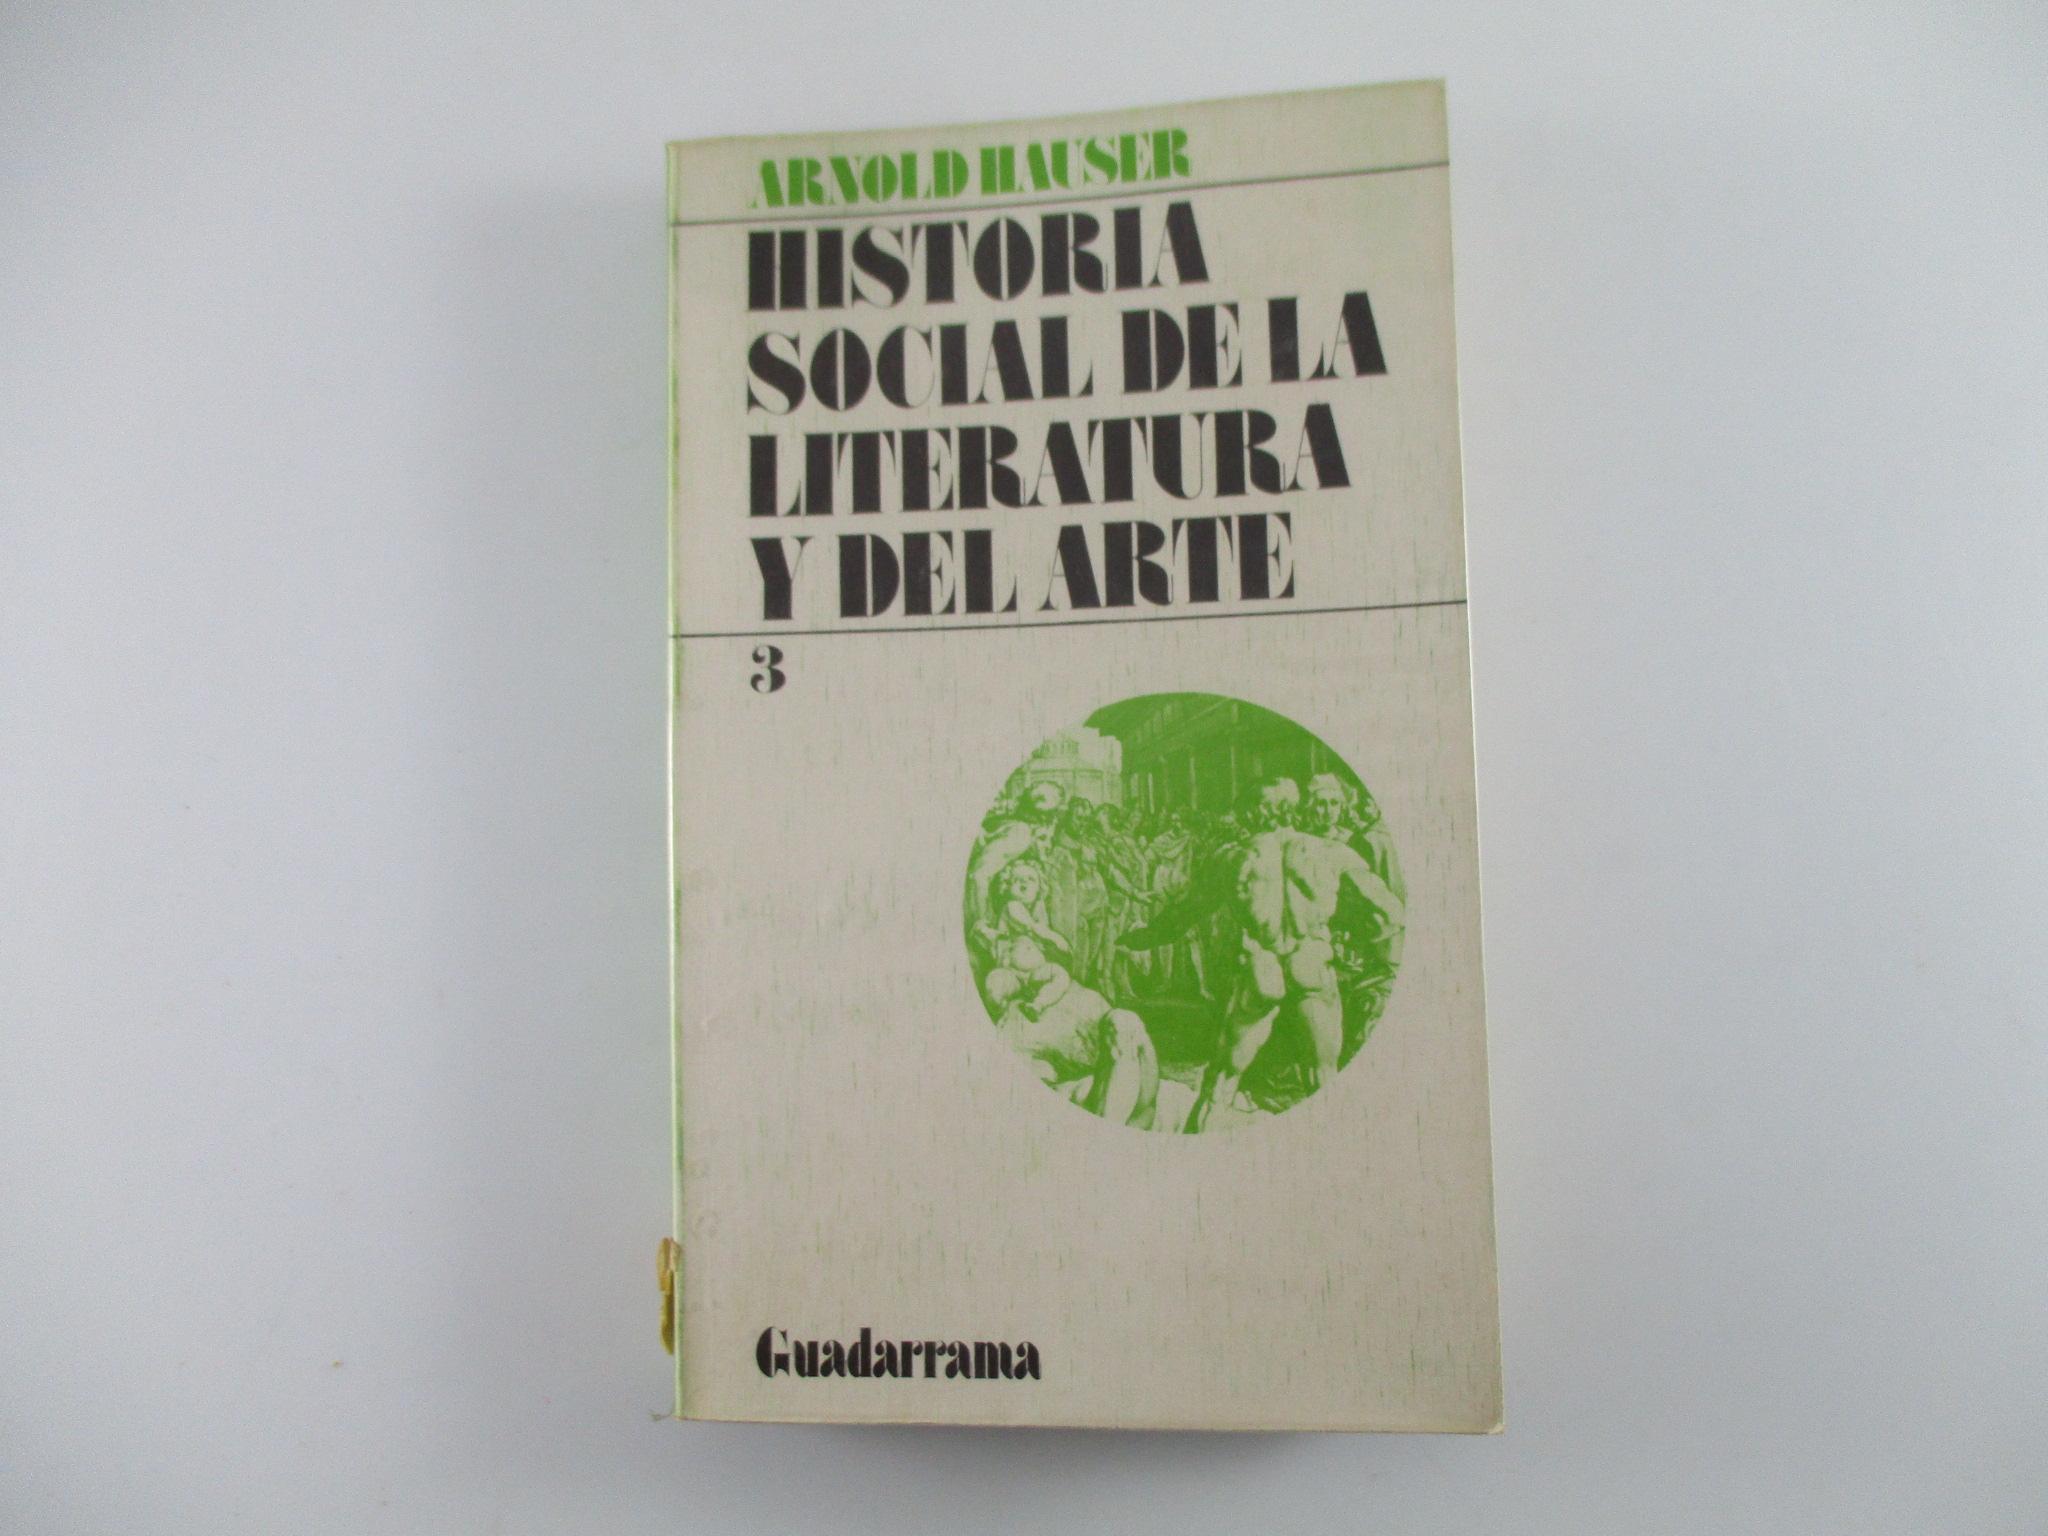 ARNOLD HAUSER
HISTORIA
SOCIAL DE LA
LITERATURA
Y DEL ARTE
3
Guadarrama